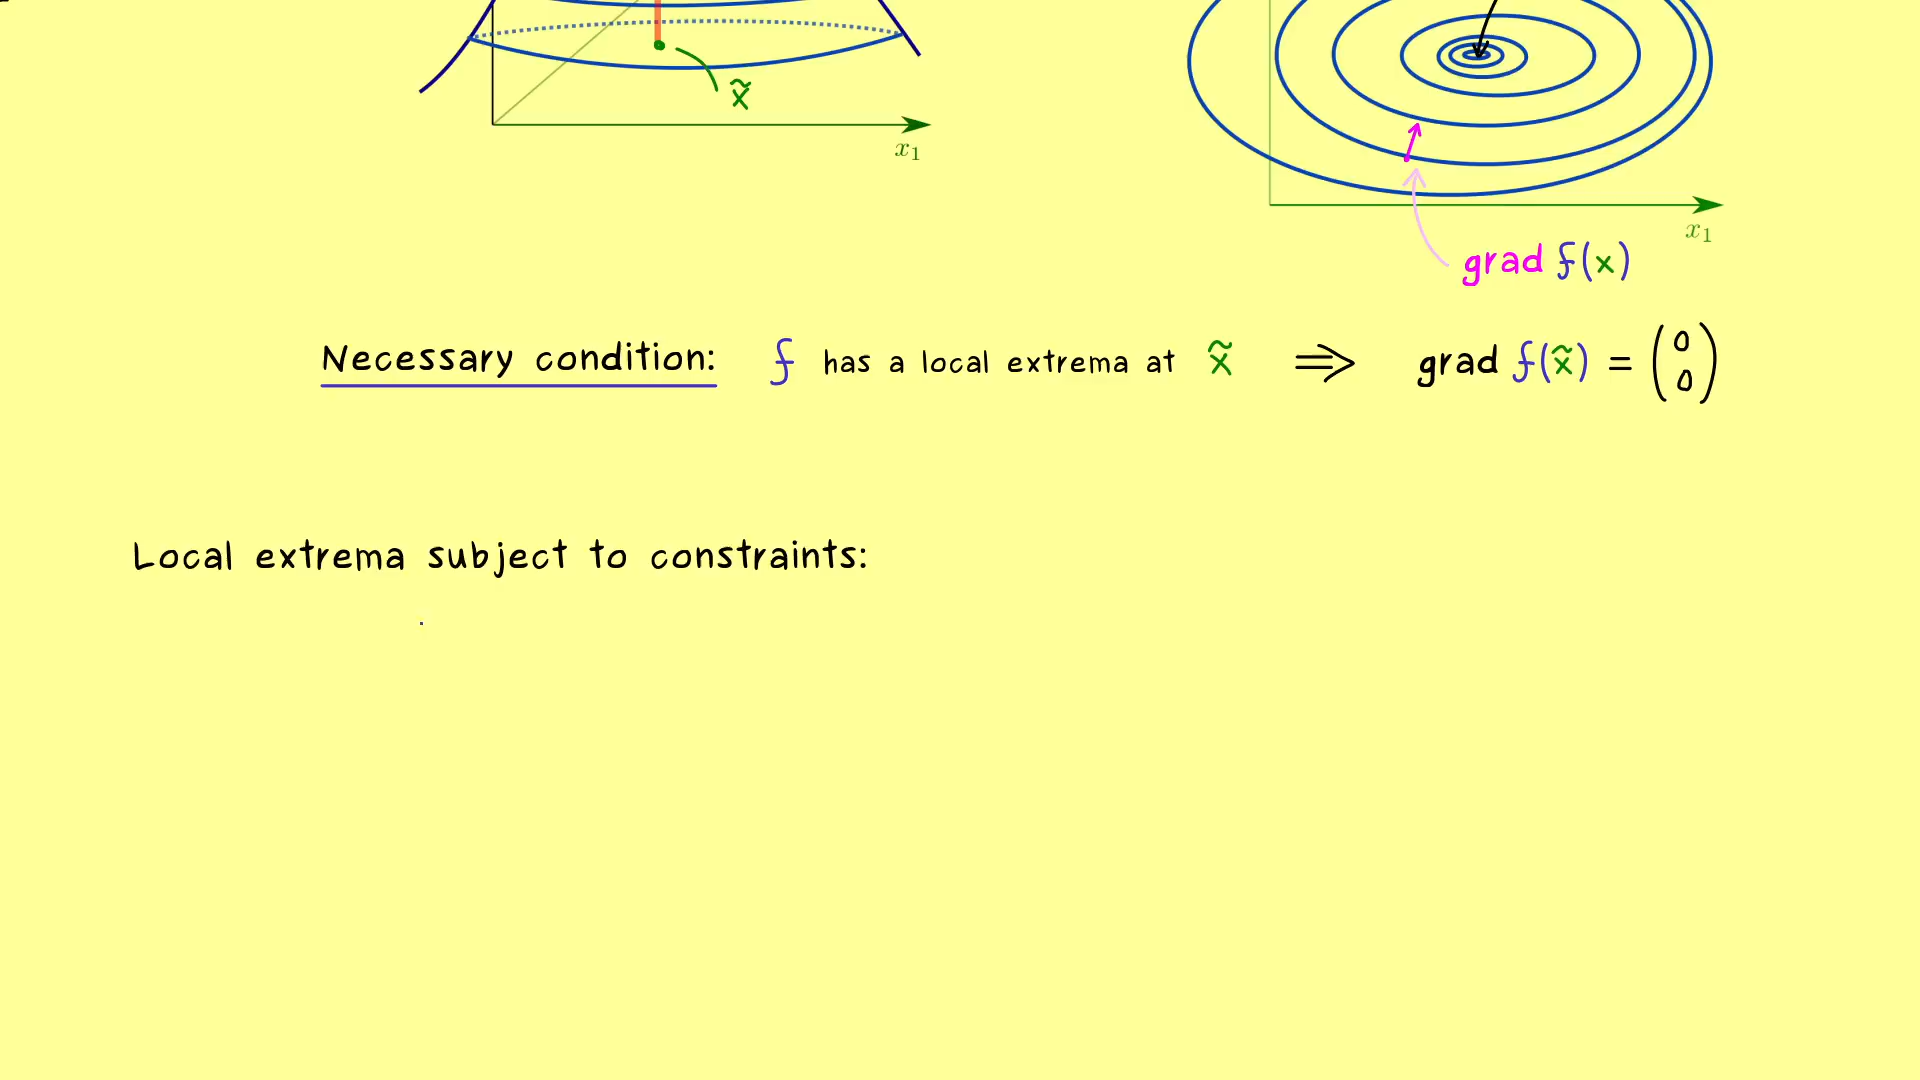 x̃
x₁
x₁
grad f(x)
Necessary condition: f has a local extrema at x̃ ⟹ grad f(x̃) = (0 0)
Local extrema subject to constraints: